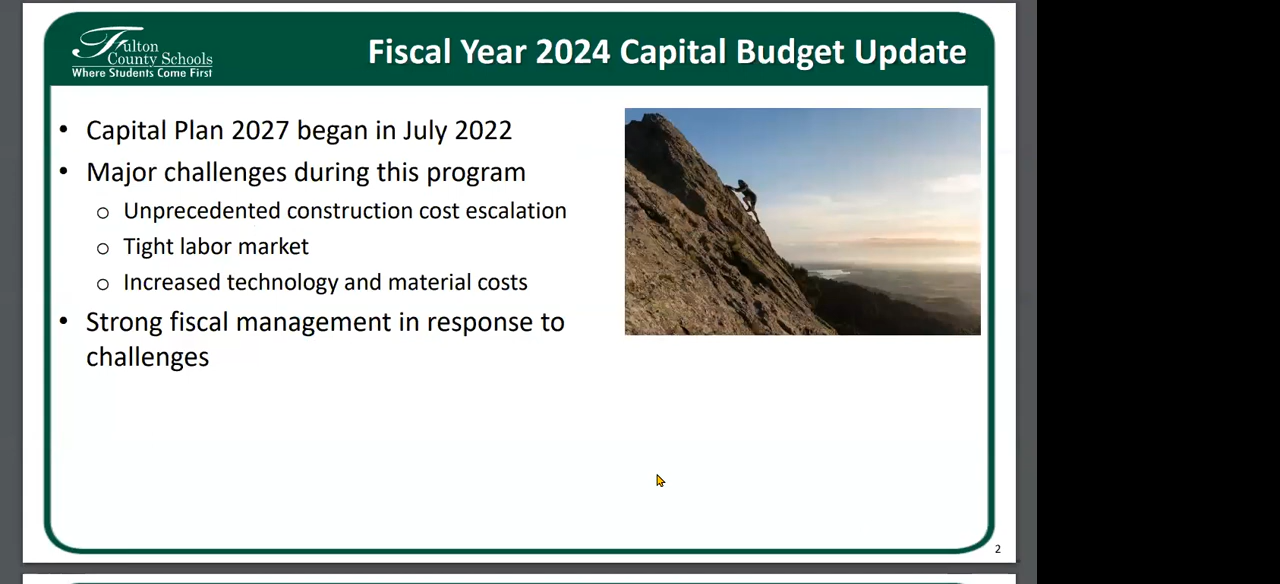 Fulton
County Schools
Where Students Come First
Fiscal Year 2024 Capital Budget Update
• Capital Plan 2027 began in July 2022
• Major challenges during this program
o Unprecedented construction cost escalation
o Tight labor market
o Increased technology and material costs
• Strong fiscal management in response to
challenges
2